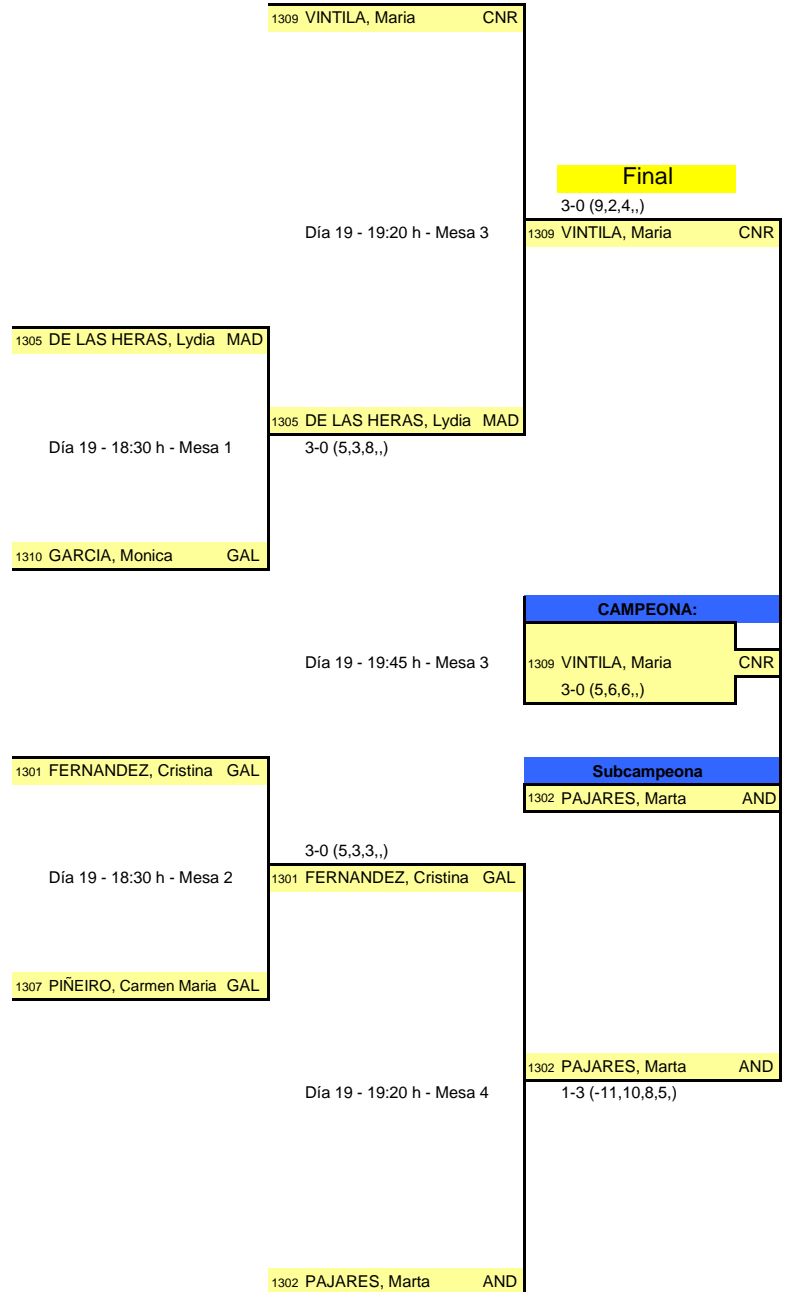 1309 VINTILA, Maria CNR
Final
3-0 (9,2,4,,)
Día 19 - 19:20 h - Mesa 3
1309 VINTILA, Maria CNR
1305 DE LAS HERAS, Lydia MAD
1305 DE LAS HERAS, Lydia MAD
Día 19 - 18:30 h - Mesa 1
3-0 (5,3,8,,)
1310 GARCIA, Monica GAL
CAMPEONA:
Día 19 - 19:45 h - Mesa 3
1309 VINTILA, Maria CNR
3-0 (5,6,6,,)
1301 FERNANDEZ, Cristina GAL
Subcampeona
1302 PAJARES, Marta AND
3-0 (5,3,3,,)
Día 19 - 18:30 h - Mesa 2
1301 FERNANDEZ, Cristina GAL
1307 PIÑEIRO, Carmen Maria GAL
1302 PAJARES, Marta AND
Día 19 - 19:20 h - Mesa 4
1-3 (-11,10,8,5,)
1302 PAJARES, Marta AND